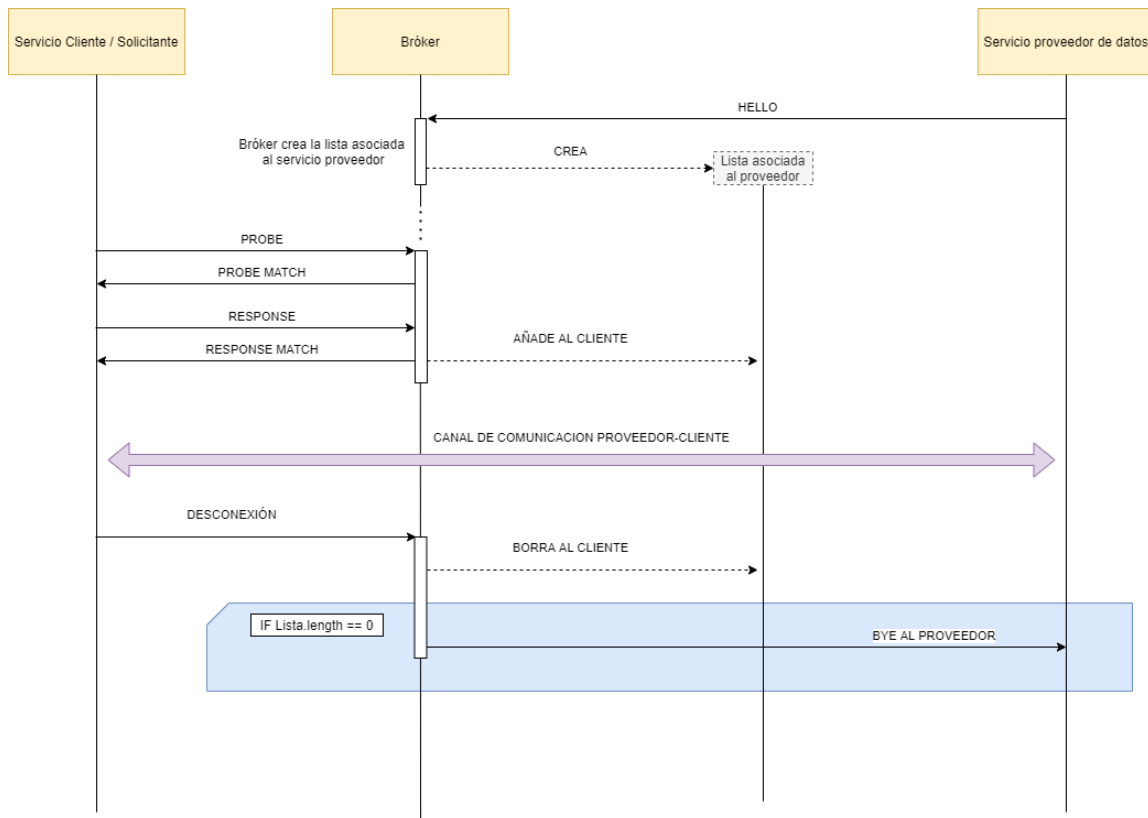 Servicio Cliente / Solicitante
Bróker
Servicio proveedor de datos
HELLO
Bróker crea la lista asociada
al servicio proveedor
CREA
Lista asociada
al proveedor
PROBE
PROBE MATCH
RESPONSE
RESPONSE MATCH
AÑADE AL CLIENTE
CANAL DE COMUNICACION PROVEEDOR-CLIENTE
DESCONEXIÓN
BORRA AL CLIENTE
IF Lista.length == 0
BYE AL PROVEEDOR